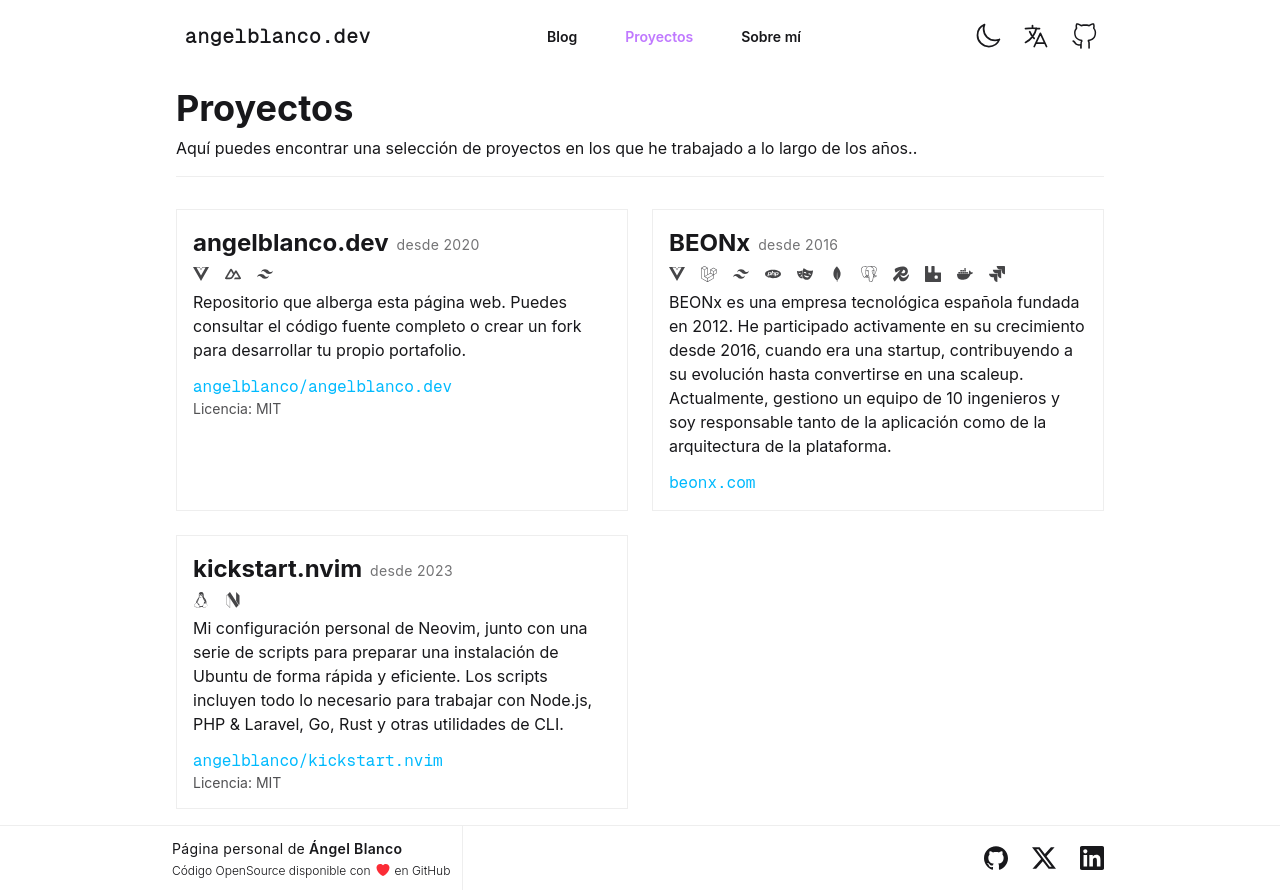 angelblanco.dev
Blog
Proyectos
Sobre mí
Proyectos
Aquí puedes encontrar una selección de proyectos en los que he trabajado a lo largo de los años..
angelblanco.dev desde 2020
Repositorio que alberga esta página web. Puedes
consultar el código fuente completo o crear un fork
para desarrollar tu propio portafolio.
angelblanco/angelblanco.dev
Licencia: MIT
BEONx desde 2016
BEONx es una empresa tecnológica española fundada
en 2012. He participado activamente en su crecimiento
desde 2016, cuando era una startup, contribuyendo a
su evolución hasta convertirse en una scaleup.
Actualmente, gestiono un equipo de 10 ingenieros y
soy responsable tanto de la aplicación como de la
arquitectura de la plataforma.
beonx.com
kickstart.nvim desde 2023
Mi configuración personal de Neovim, junto con una
serie de scripts para preparar una instalación de
Ubuntu de forma rápida y eficiente. Los scripts
incluyen todo lo necesario para trabajar con Node.js,
PHP & Laravel, Go, Rust y otras utilidades de CLI.
angelblanco/kickstart.nvim
Licencia: MIT
Página personal de Ángel Blanco
Código OpenSource disponible con ❤️ en GitHub